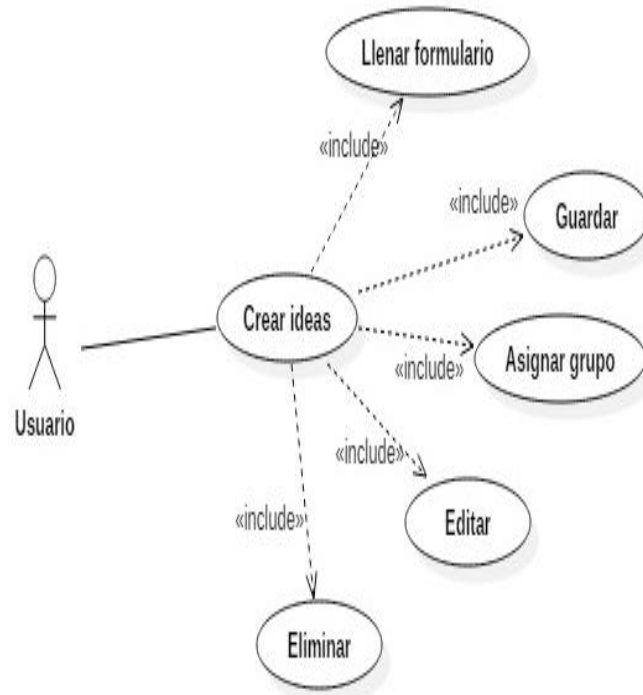 Llenar formulario
«include»
«include»
Guardar
Crear ideas
«include»
Asignar grupo
Usuario
«include»
Editar
«include»
Eliminar